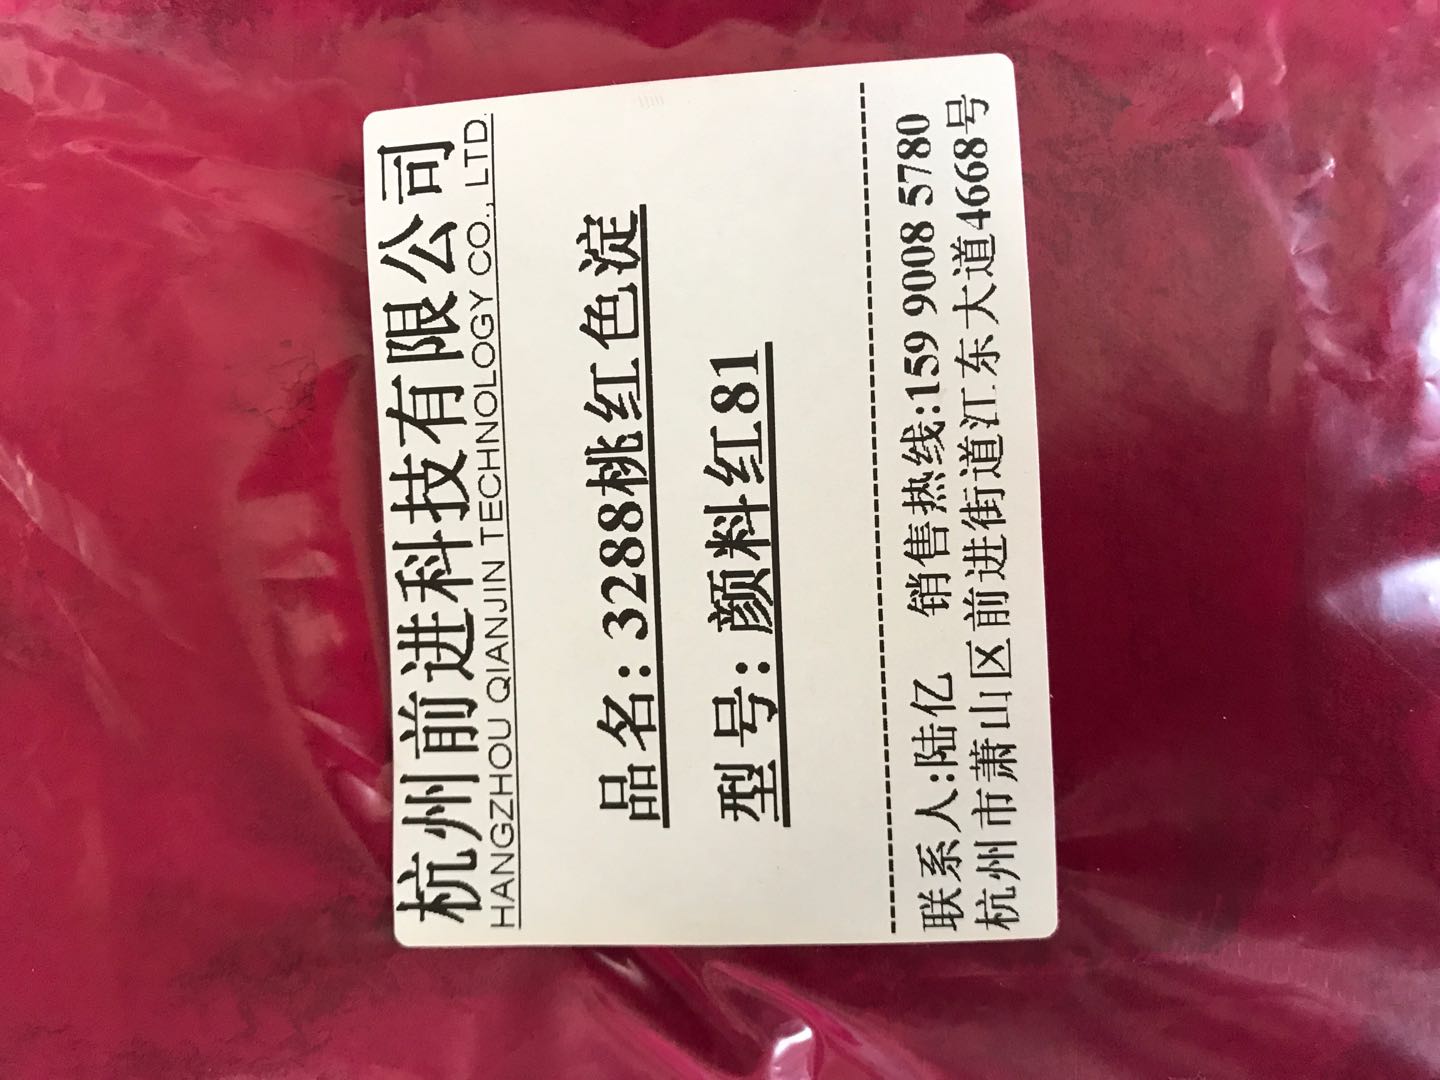 杭州前进科技有限公司
HANGZHOU QIANJIN TECHNOLOGY CO., LTD.
品名：3288桃红色淀
型号：颜料红81
联系人:陆亿 销售热线:159 9008 5780
杭州市萧山区前进街道江东大道4668号